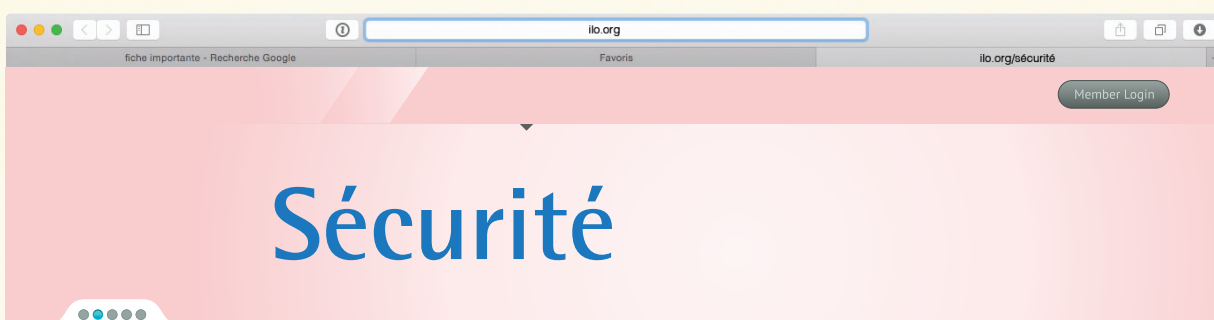 ilo.org
fiche importante - Recherche Google
Favoris
ilo.org/sécurité
Member Login
Sécurité